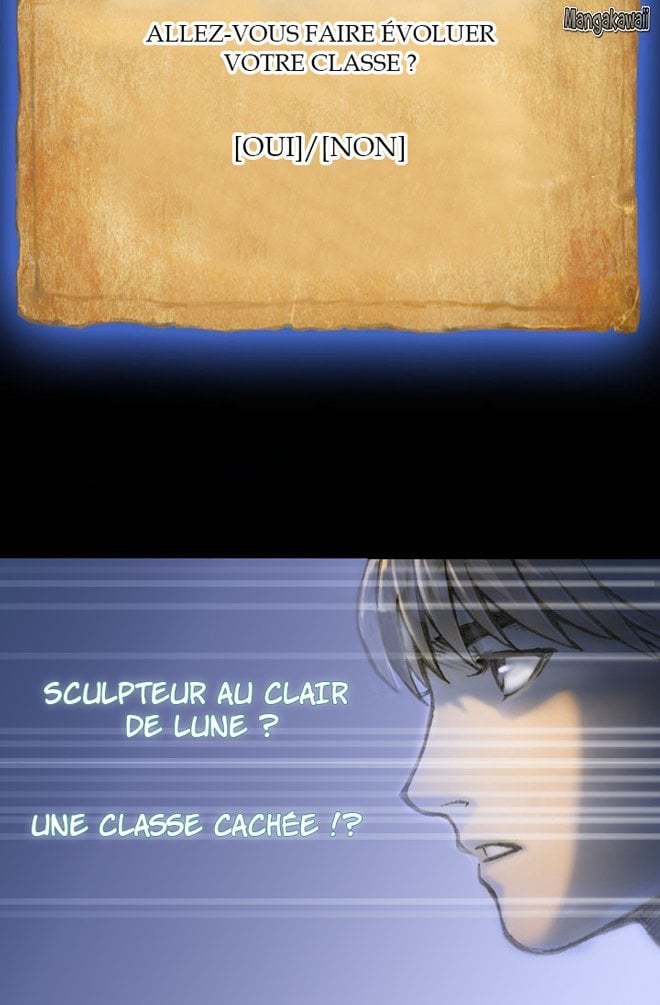 Mangakawaii
ALLEZ-VOUS FAIRE ÉVOLUER
VOTRE CLASSE ?
[OUI]/[NON]
SCULPTEUR AU CLAIR
DE LUNE ?
UNE CLASSE CACHÉE !?